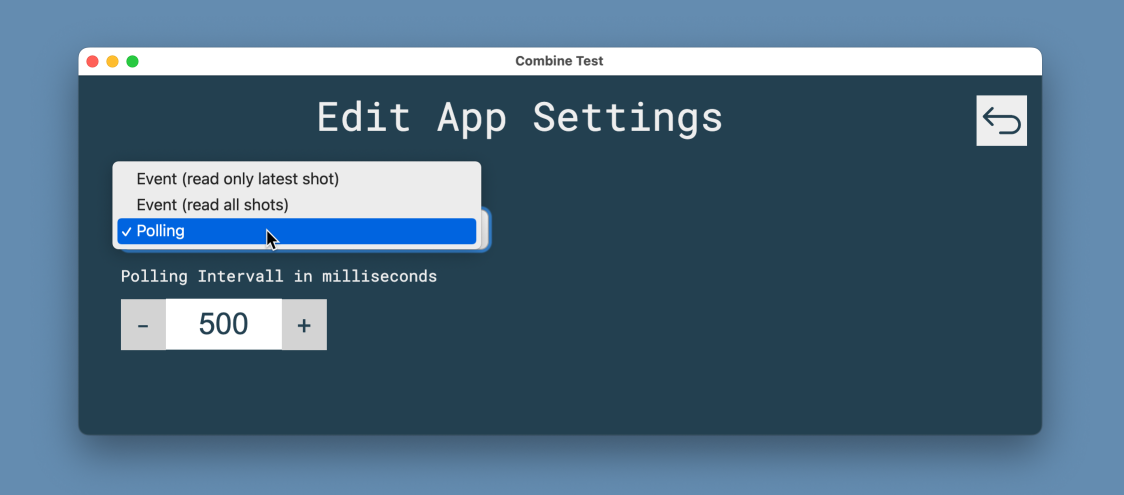 Combine Test
Edit App Settings
Event (read only latest shot)
Event (read all shots)
✓ Polling
Polling Intervall in milliseconds
- 500 +